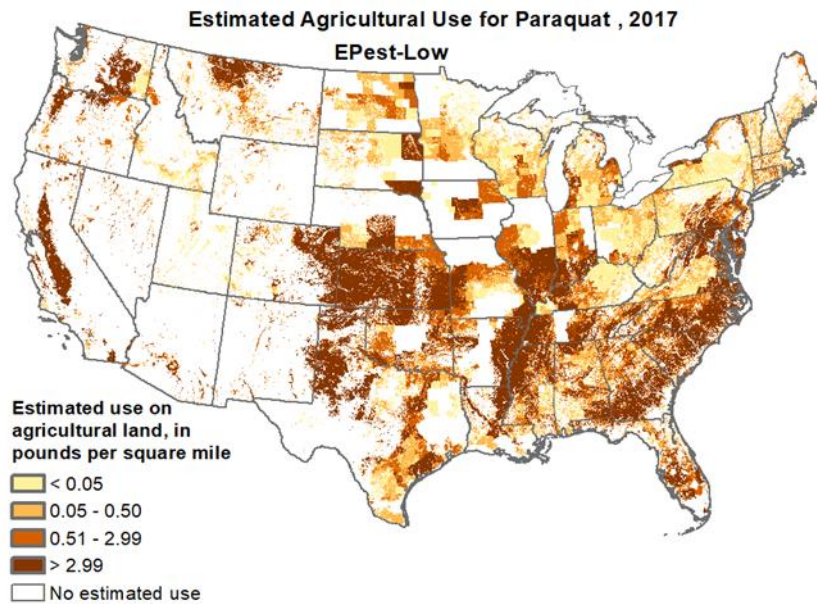 Estimated Agricultural Use for Paraquat , 2017
EPest-Low
Estimated use on
agricultural land, in
pounds per square mile
< 0.05
0.05 - 0.50
0.51 - 2.99
> 2.99
No estimated use